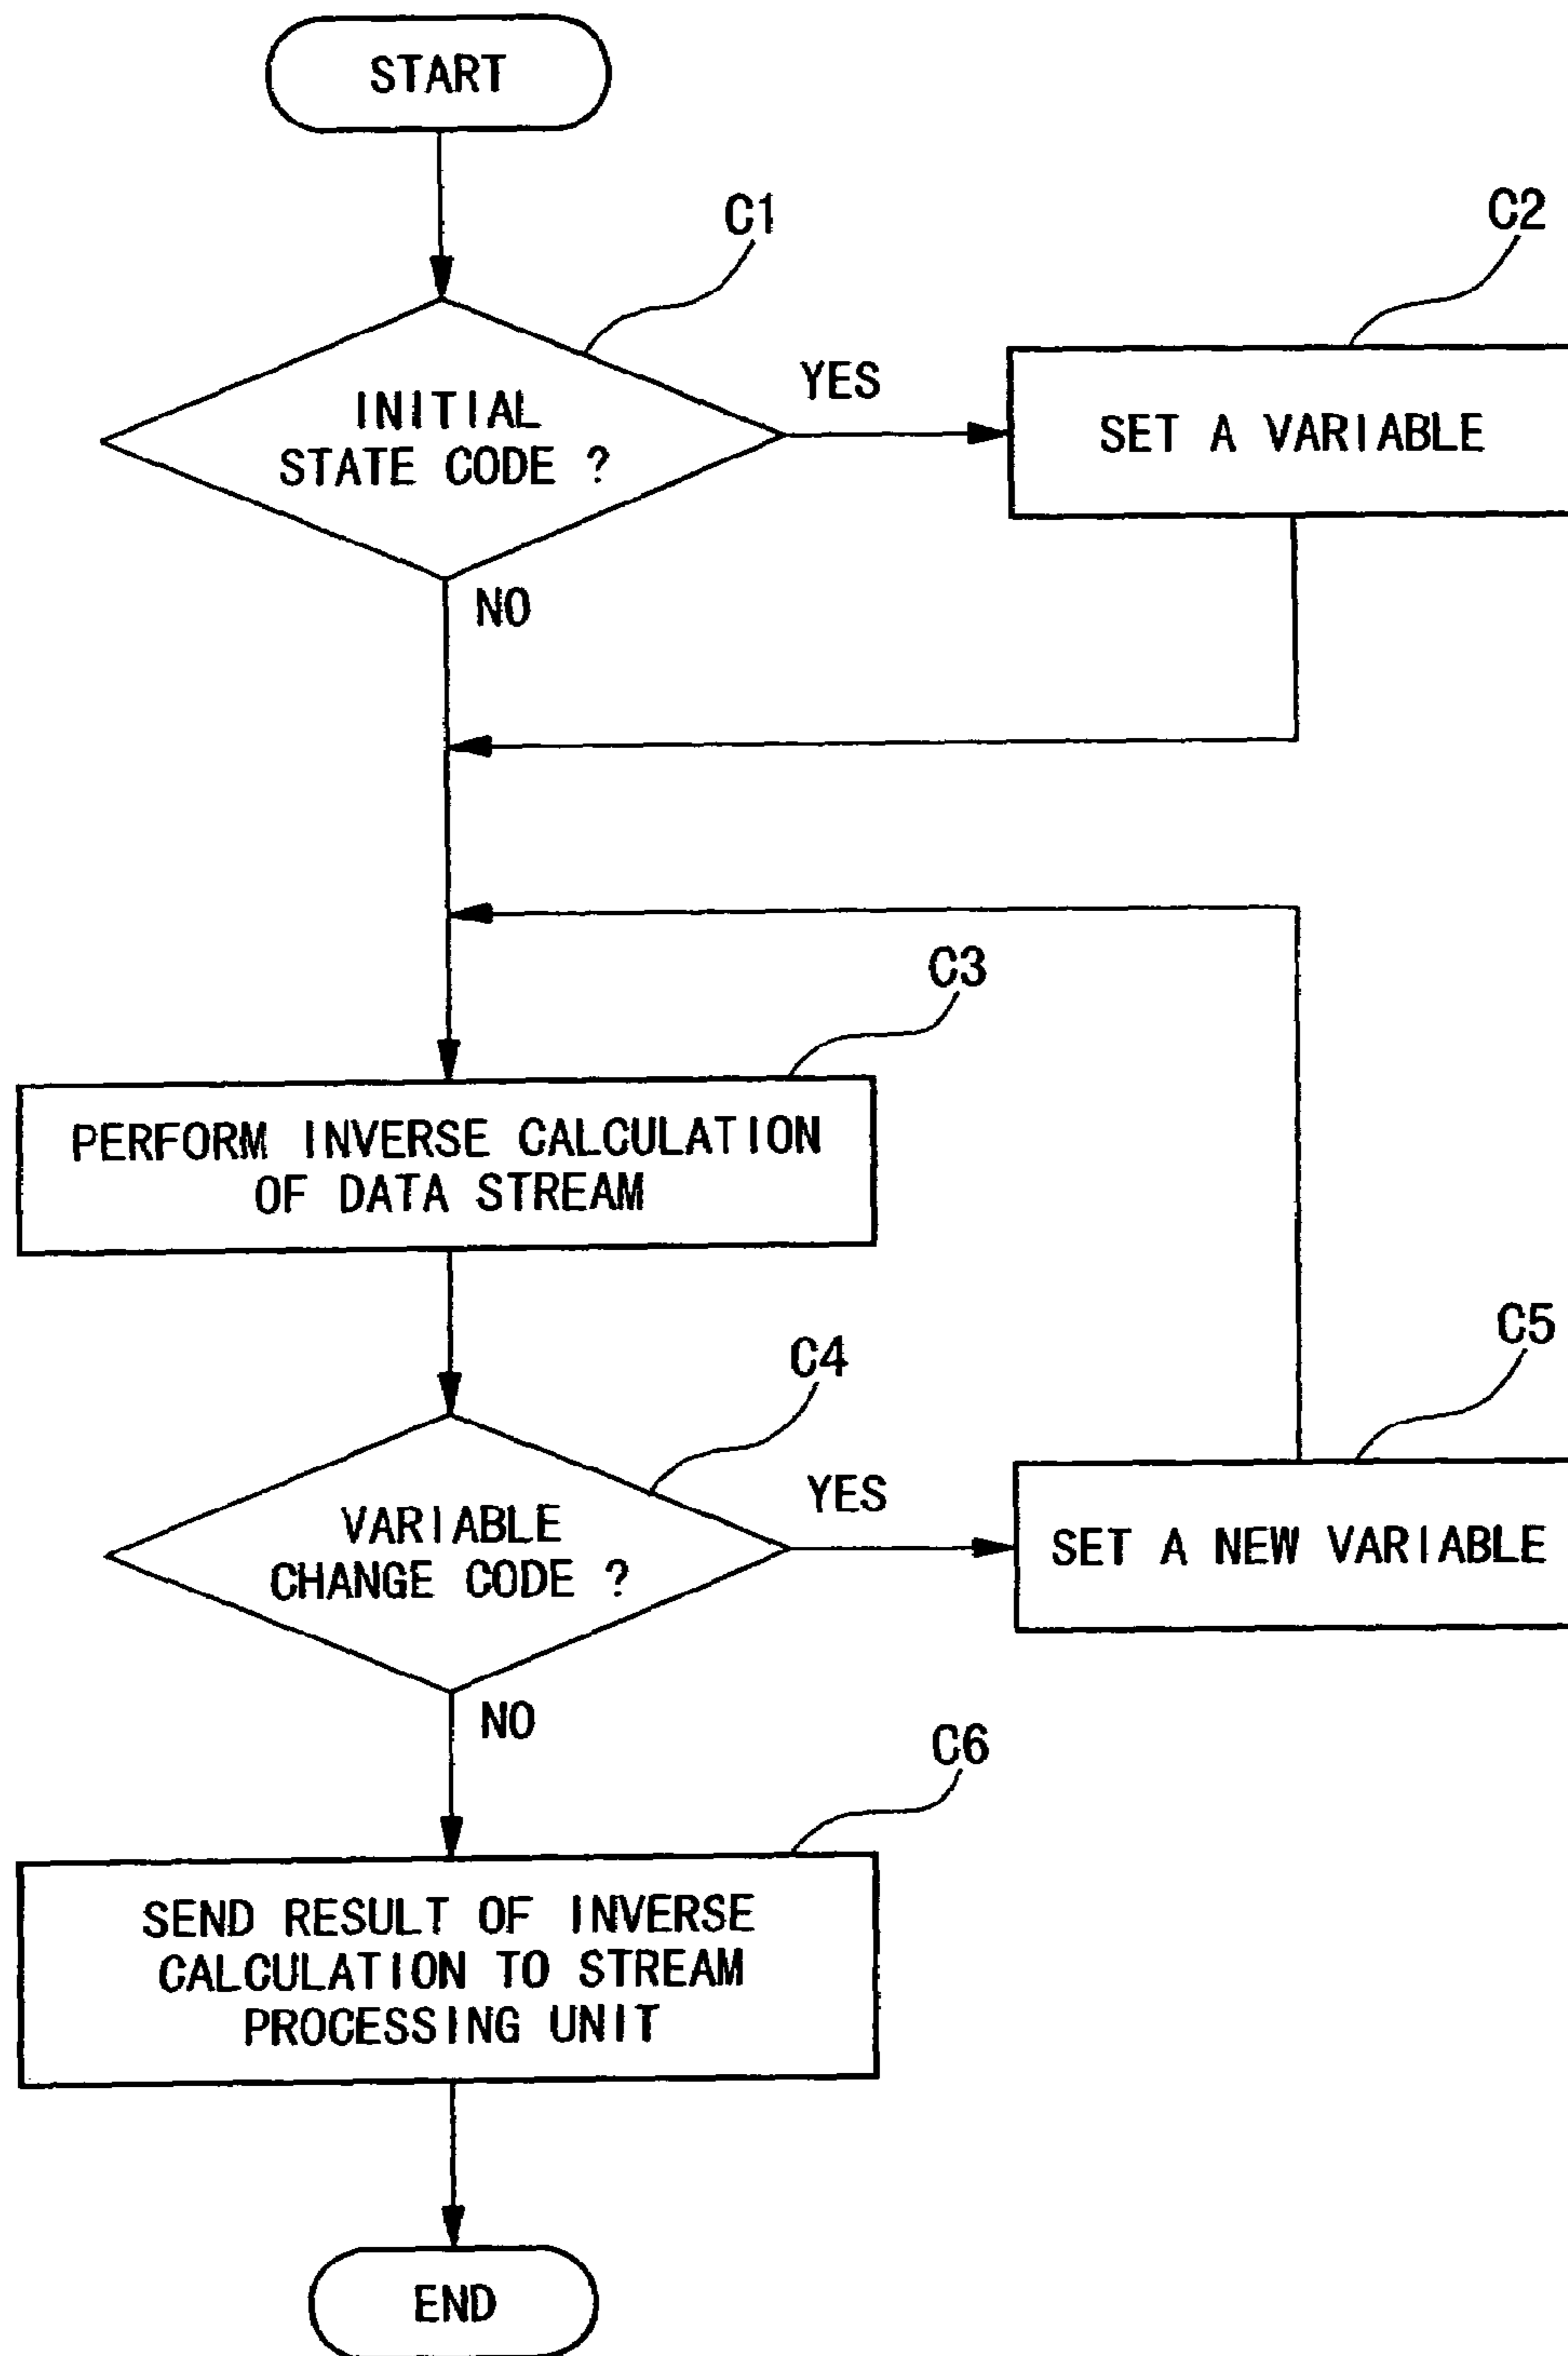 START
C1
C2
INITIAL
STATE CODE ?
YES
SET A VARIABLE
NO
C3
PERFORM INVERSE CALCULATION
OF DATA STREAM
C4
C5
VARIABLE
CHANGE CODE ?
YES
SET A NEW VARIABLE
NO
C6
SEND RESULT OF INVERSE
CALCULATION TO STREAM
PROCESSING UNIT
END